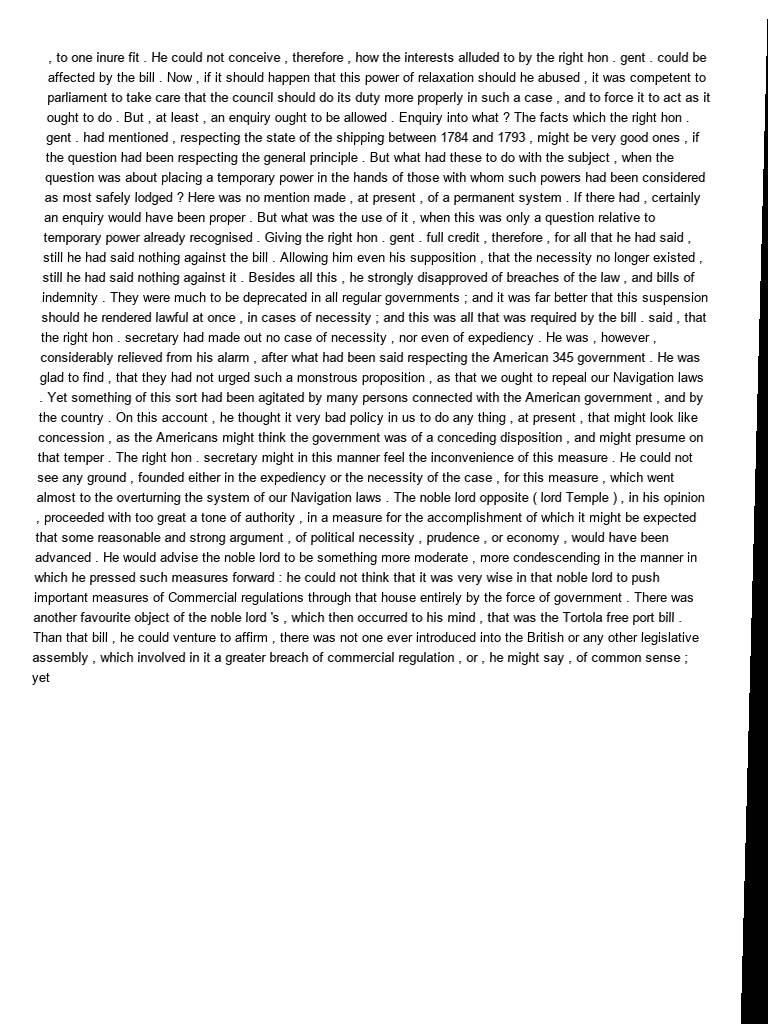 , to one inure fit . He could not conceive , therefore , how the interests alluded to by the right hon . gent . could be
affected by the bill . Now , if it should happen that this power of relaxation should he abused , it was competent to
parliament to take care that the council should do its duty more properly in such a case , and to force it to act as it
ought to do . But , at least , an enquiry ought to be allowed . Enquiry into what ? The facts which the right hon .
gent . had mentioned , respecting the state of the shipping between 1784 and 1793 , might be very good ones , if
the question had been respecting the general principle . But what had these to do with the subject , when the
question was about placing a temporary power in the hands of those with whom such powers had been considered
as most safely lodged ? Here was no mention made , at present , of a permanent system . If there had , certainly
an enquiry would have been proper . But what was the use of it , when this was only a question relative to
temporary power already recognised . Giving the right hon . gent . full credit , therefore , for all that he had said ,
still he had said nothing against the bill . Allowing him even his supposition , that the necessity no longer existed ,
still he had said nothing against it . Besides all this , he strongly disapproved of breaches of the law , and bills of
indemnity . They were much to be deprecated in all regular governments ; and it was far better that this suspension
should he rendered lawful at once , in cases of necessity ; and this was all that was required by the bill . said , that
the right hon . secretary had made out no case of necessity , nor even of expediency . He was , however ,
considerably relieved from his alarm , after what had been said respecting the American 345 government . He was
glad to find , that they had not urged such a monstrous proposition , as that we ought to repeal our Navigation laws
. Yet something of this sort had been agitated by many persons connected with the American government , and by
the country . On this account , he thought it very bad policy in us to do any thing , at present , that might look like
concession , as the Americans might think the government was of a conceding disposition , and might presume on
that temper . The right hon . secretary might in this manner feel the inconvenience of this measure . He could not
see any ground , founded either in the expediency or the necessity of the case , for this measure , which went
almost to the overturning the system of our Navigation laws . The noble lord opposite ( lord Temple ) , in his opinion
, proceeded with too great a tone of authority , in a measure for the accomplishment of which it might be expected
that some reasonable and strong argument , of political necessity , prudence , or economy , would have been
advanced . He would advise the noble lord to be something more moderate , more condescending in the manner in
which he pressed such measures forward : he could not think that it was very wise in that noble lord to push
important measures of Commercial regulations through that house entirely by the force of government . There was
another favourite object of the noble lord 's , which then occurred to his mind , that was the Tortola free port bill .
Than that bill , he could venture to affirm , there was not one ever introduced into the British or any other legislative
assembly , which involved in it a greater breach of commercial regulation , or , he might say , of common sense ;
yet